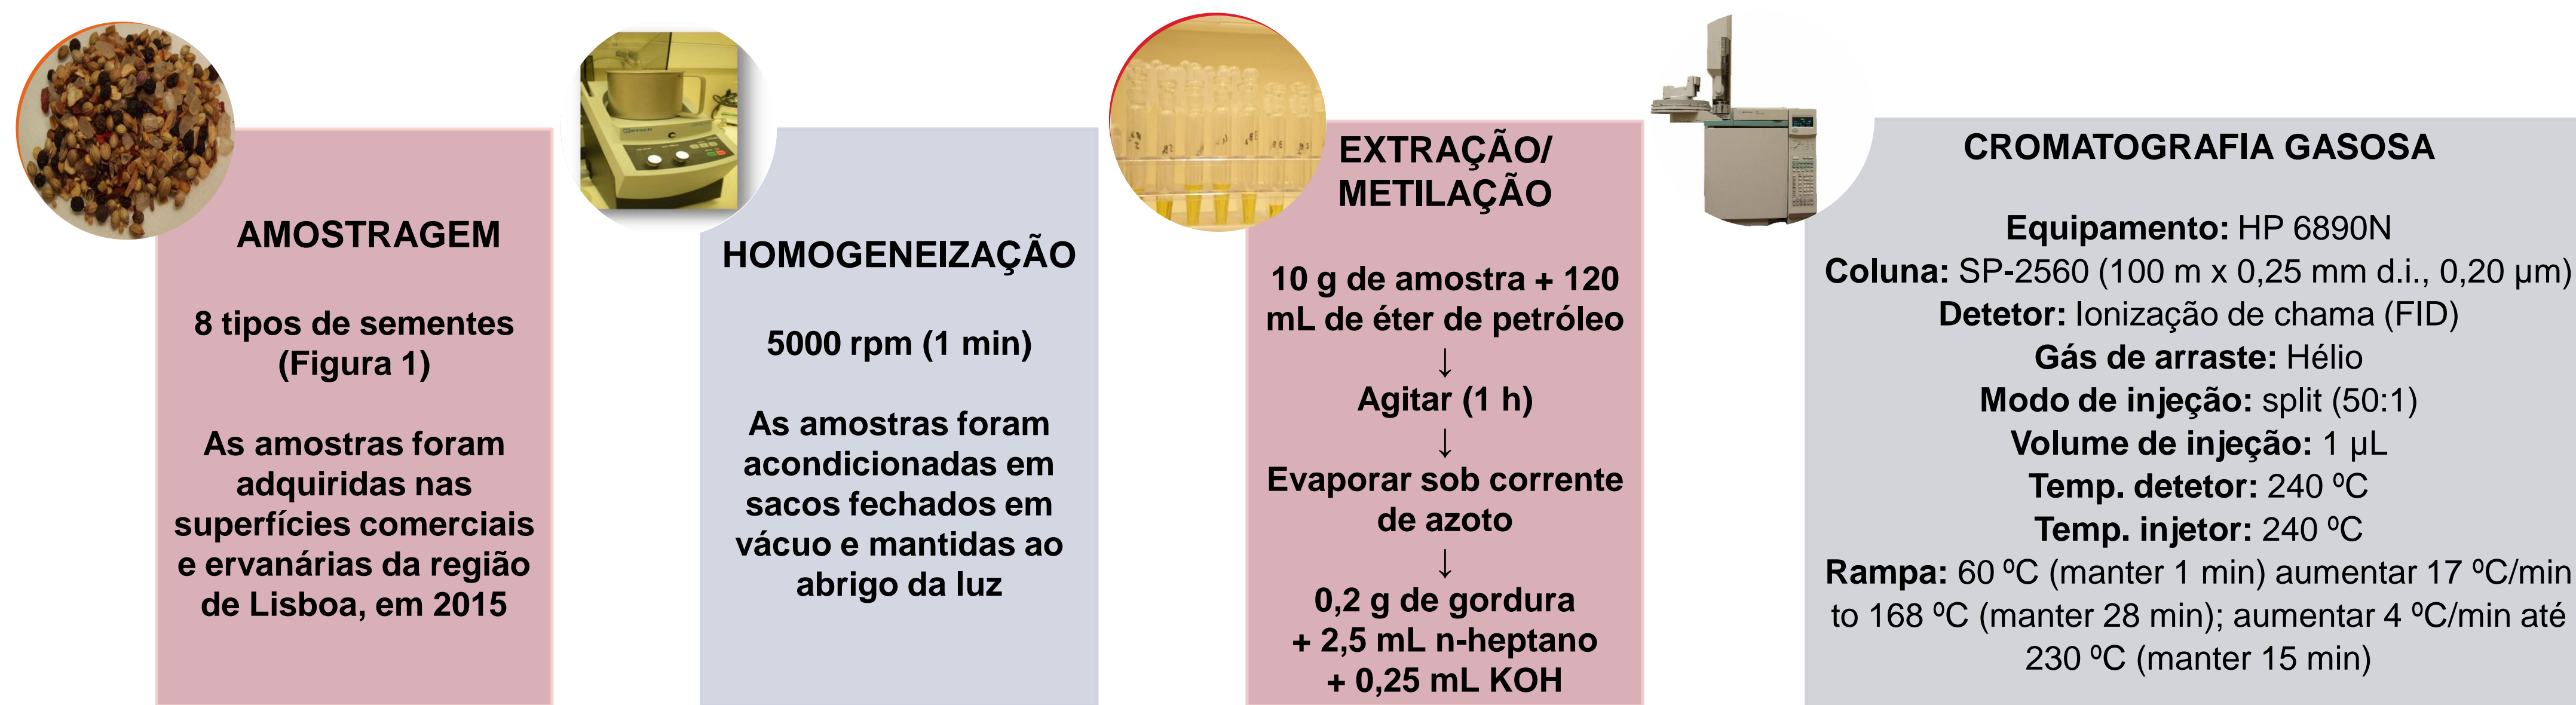 AMOSTRAGEM
8 tipos de sementes
(Figura 1)
As amostras foram
adquiridas nas
superfícies comerciais
e ervanárias da região
de Lisboa, em 2015
HOMOGENEIZAÇÃO
5000 rpm (1 min)
As amostras foram
acondicionadas em
sacos fechados em
vácuo e mantidas ao
abrigo da luz
EXTRAÇÃO/
METILAÇÃO
10 g de amostra + 120
mL de éter de petróleo
↓
Agitar (1 h)
↓
Evaporar sob corrente
de azoto
↓
0,2 g de gordura
+ 2,5 mL n-heptano
+ 0,25 mL KOH
CROMATOGRAFIA GASOSA
Equipamento: HP 6890N
Coluna: SP-2560 (100 m x 0,25 mm d.i., 0,20 µm)
Detetor: Ionização de chama (FID)
Gás de arraste: Hélio
Modo de injeção: split (50:1)
Volume de injeção: 1 µL
Temp. detetor: 240 ºC
Temp. injetor: 240 ºC
Rampa: 60 ºC (manter 1 min) aumentar 17 ºC/min
to 168 ºC (manter 28 min); aumentar 4 ºC/min até
230 ºC (manter 15 min)